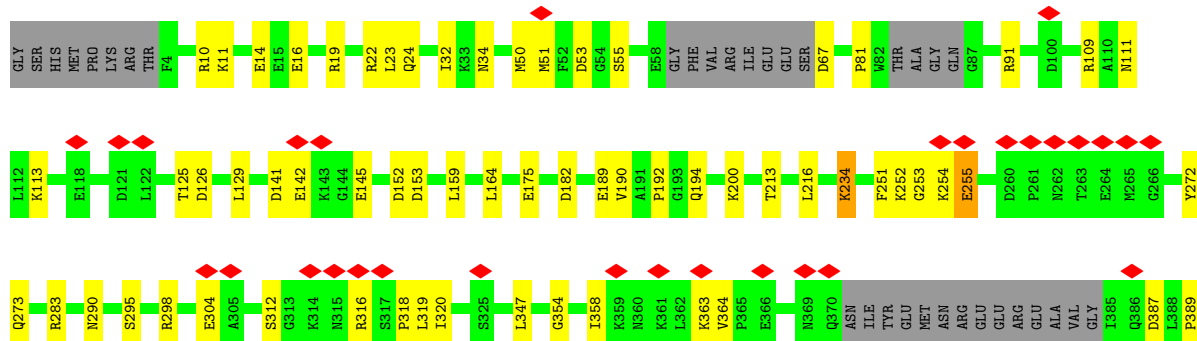 GLY SER HIS MET PRO LYS ARG THR F4 R10 K11 E14 E15 E16 R19 R22 L23 Q24 I32 K33 N34 M50 M51 F52 D53 G54 S55 E58 GLY PHE VAL ARG ILE GLU GLU SER D67 P81 W82 THR ALA GLY GLN G87 R91 D100 R109 A110 N111
L112 K113 E118 D121 L122 T125 D126 L129 D141 E142 K143 G144 E145 D152 D153 L159 L164 E175 D182 E189 V190 A191 P192 G193 Q194 K200 T213 L216 K234 F251 K252 G253 K254 E255 D260 P261 N262 T263 E264 M265 G266 Y272
Q273 R283 N290 S295 R298 E304 A305 S312 G313 K314 N315 R316 S317 P318 L319 I320 S325 L347 G354 I358 K359 N360 K361 L362 K363 V364 P365 E366 N369 Q370 ASN ILE TYR GLU MET ASN ARG GLU GLU ARG GLU ALA VAL GLY I385 Q386 D387 L388 P389